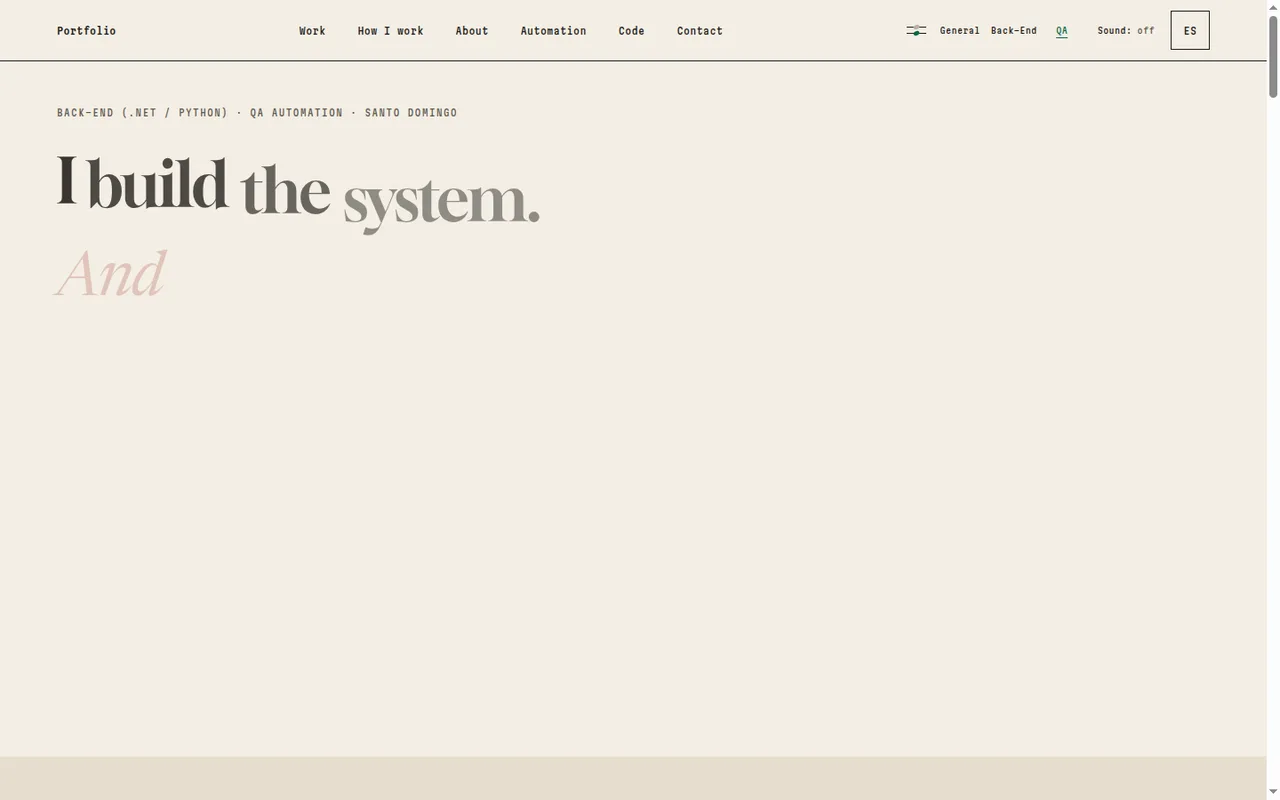 Portfolio
Work How I work About Automation Code Contact
General Back-End QA Sound: off ES
BACK-END (.NET / PYTHON) · QA AUTOMATION · SANTO DOMINGO
I build the system.
And